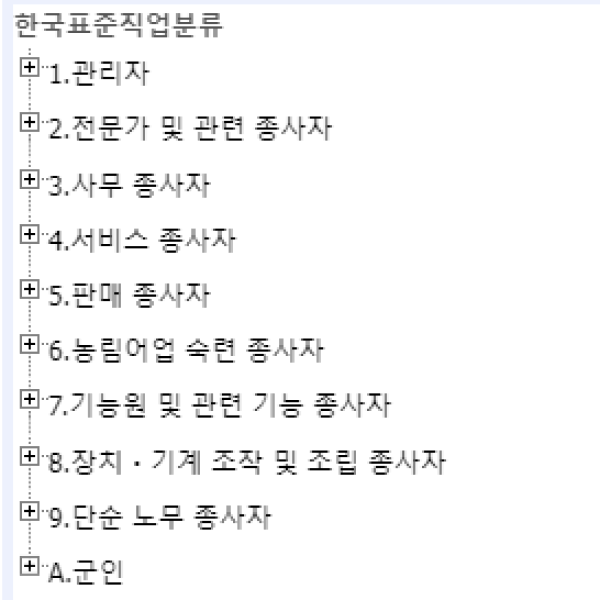 한국표준직업분류
1.관리자
2.전문가 및 관련 종사자
3.사무 종사자
4.서비스 종사자
5.판매 종사자
6.농림어업 숙련 종사자
7.기능원 및 관련 기능 종사자
8.장치·기계 조작 및 조립 종사자
9.단순 노무 종사자
A.군인